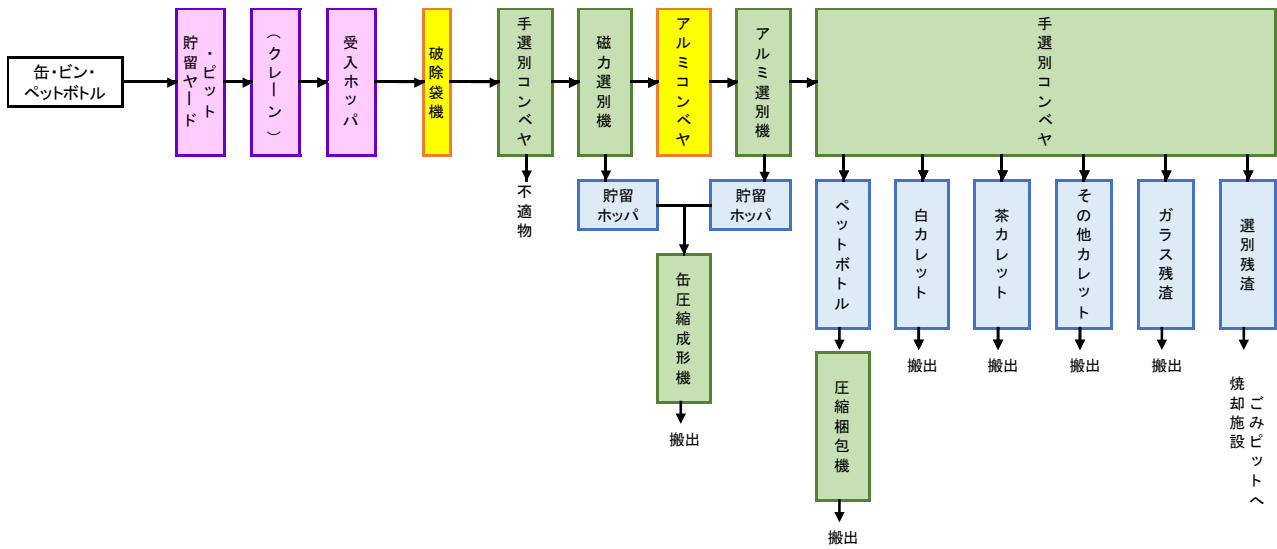 缶・ビン・
ペットボトル
貯留ヤード
・ピット
（クレーン）
受入ホッパ
破除袋機
手選別コンベヤ
磁力選別機
アルミコンベヤ
アルミ選別機
手選別コンベヤ
不適物
貯留
ホッパ
貯留
ホッパ
ペットボトル
白カレット
茶カレット
その他カレット
ガラス残渣
選別残渣
缶圧縮成形機
搬出
圧縮梱包機
搬出
搬出
搬出
搬出
搬出
焼却施設
ごみピットへ